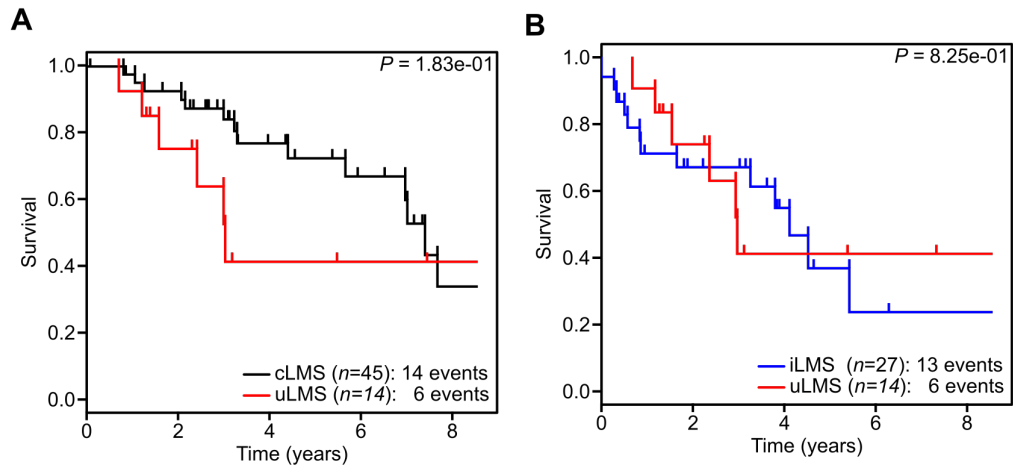 A
P = 1.83e-01
Survival
1.0
0.8
0.6
0.4
0.2
0.0
cLMS (n=45): 14 events
uLMS (n=14): 6 events
0 2 4 6 8
Time (years)
B
P = 8.25e-01
Survival
1.0
0.8
0.6
0.4
0.2
0.0
iLMS (n=27): 13 events
uLMS (n=14): 6 events
0 2 4 6 8
Time (years)